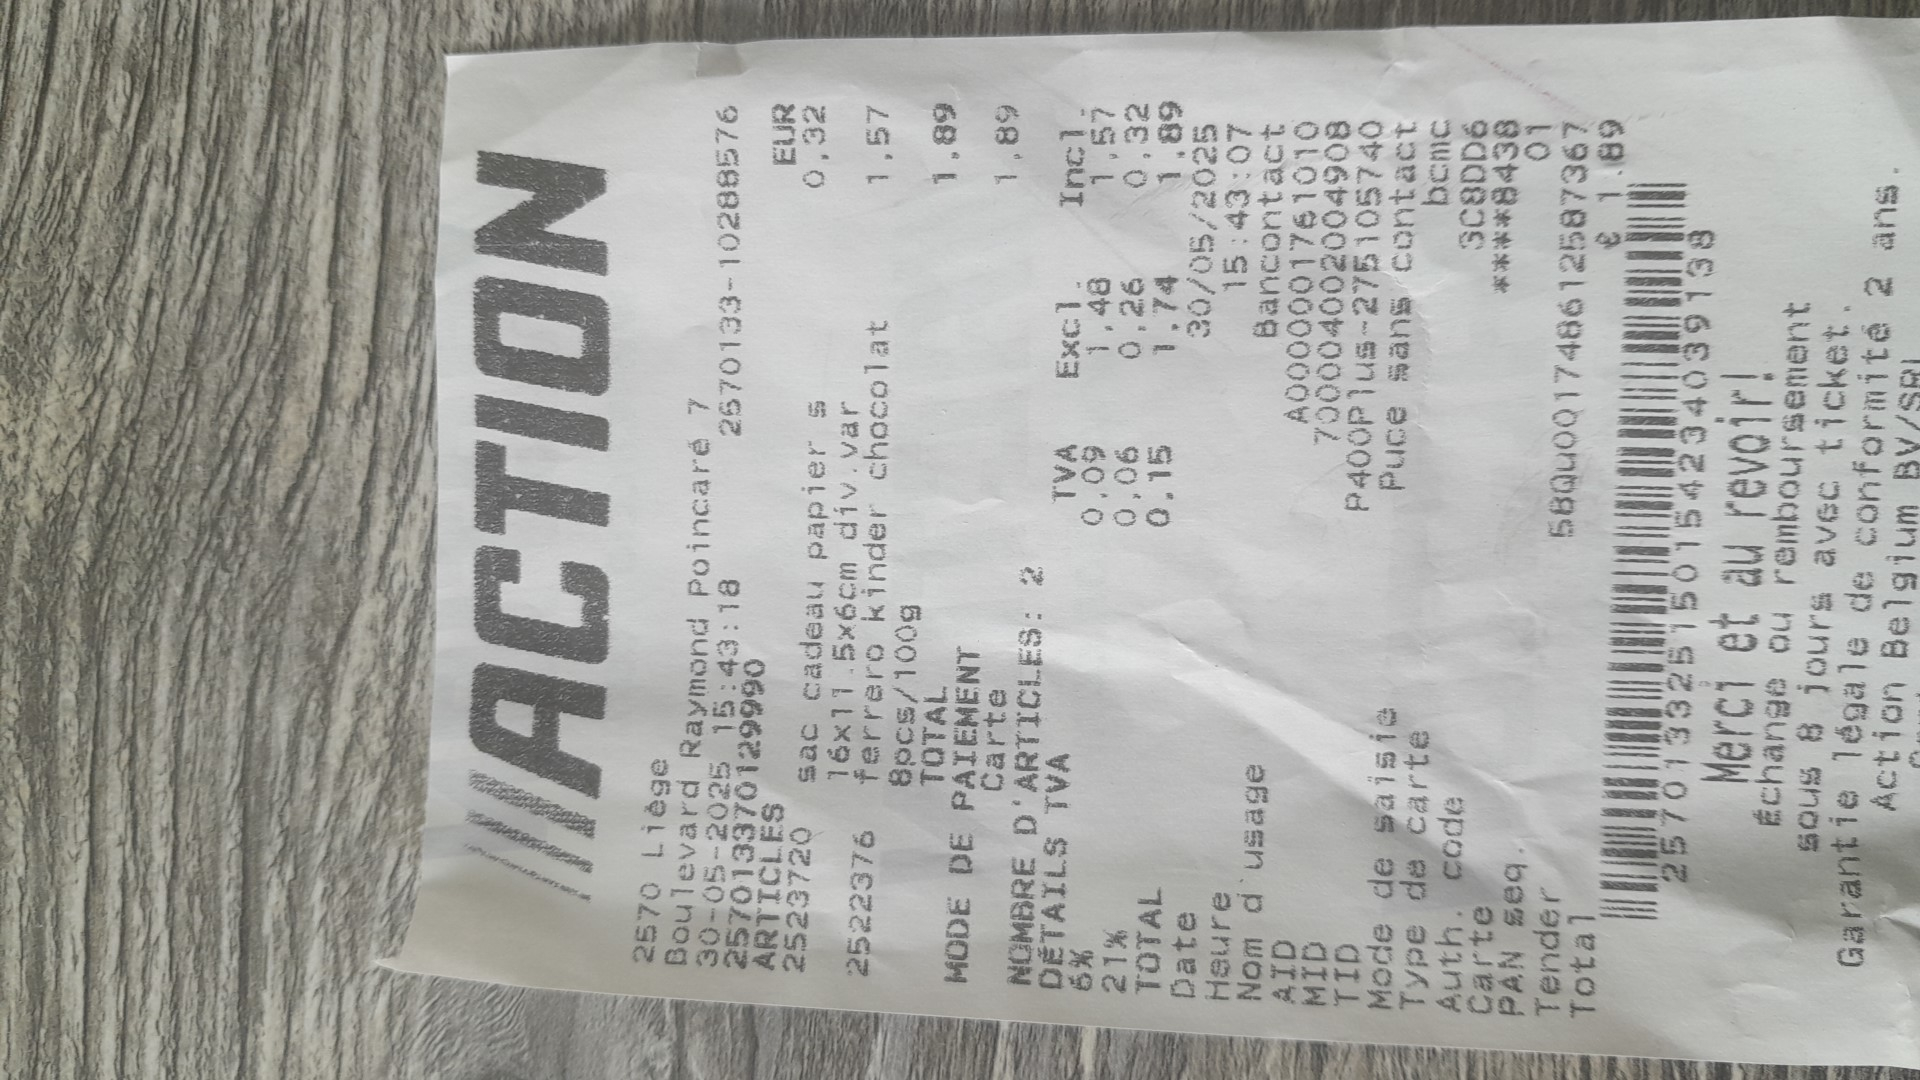 ACTION
2570 Liège
Boulevard Raymond Poincaré 7
30-05-2025 15:43:18 2570133-10288576
2570133701 29990
ARTICLES EUR
2523720 sac cadeau papier s 0.32
16x11.5x6cm div.var
2522376 ferrero kinder chocolat 1.57
8pcs/100g
TOTAL 1.89
MODE DE PAIEMENT
Carte 1.89
NOMBRE D'ARTICLES: 2
DÉTAILS TVA TVA Excl. Incl.
6% 0.09 1.48 1.57
21% 0.06 0.26 0.32
TOTAL 0.15 1.74 1.89
Date 30/05/2025
Heure 15:43:07
Nom d'usage Bancontact
AID A0000001761010
MID 700004002004908
TID P400Plus-275105740
Mode de saisie Puce sans contact
Type de carte bcmc
Auth. code 3C8DD6
Carte ****8438
PAN seq. 01
Tender 58QU001748612587367
Total € 1.89
257013325150154234039138
Merci et au revoir!
Échange ou remboursement
sous 8 jours avec ticket.
Garantie légale de conformité 2 ans.
Action Belgium BV/SRL